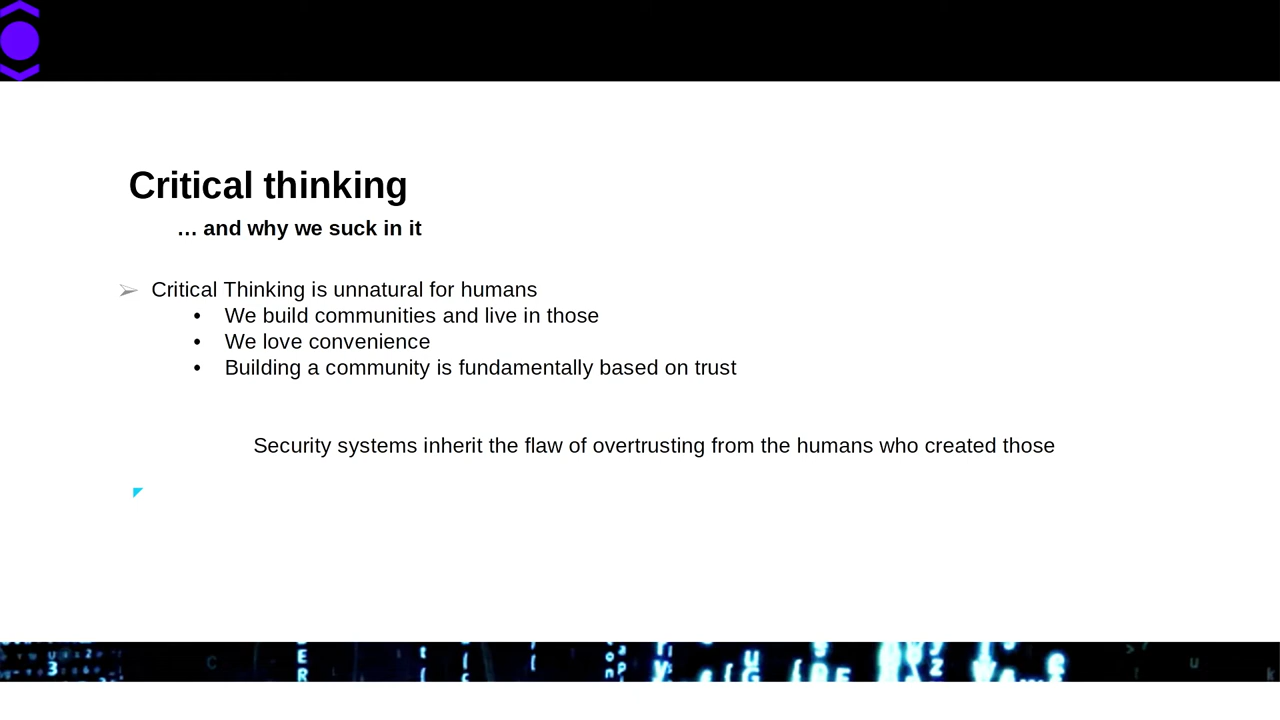 Critical thinking
… and why we suck in it
➢ Critical Thinking is unnatural for humans
• We build communities and live in those
• We love convenience
• Building a community is fundamentally based on trust
Security systems inherit the flaw of overtrusting from the humans who created those